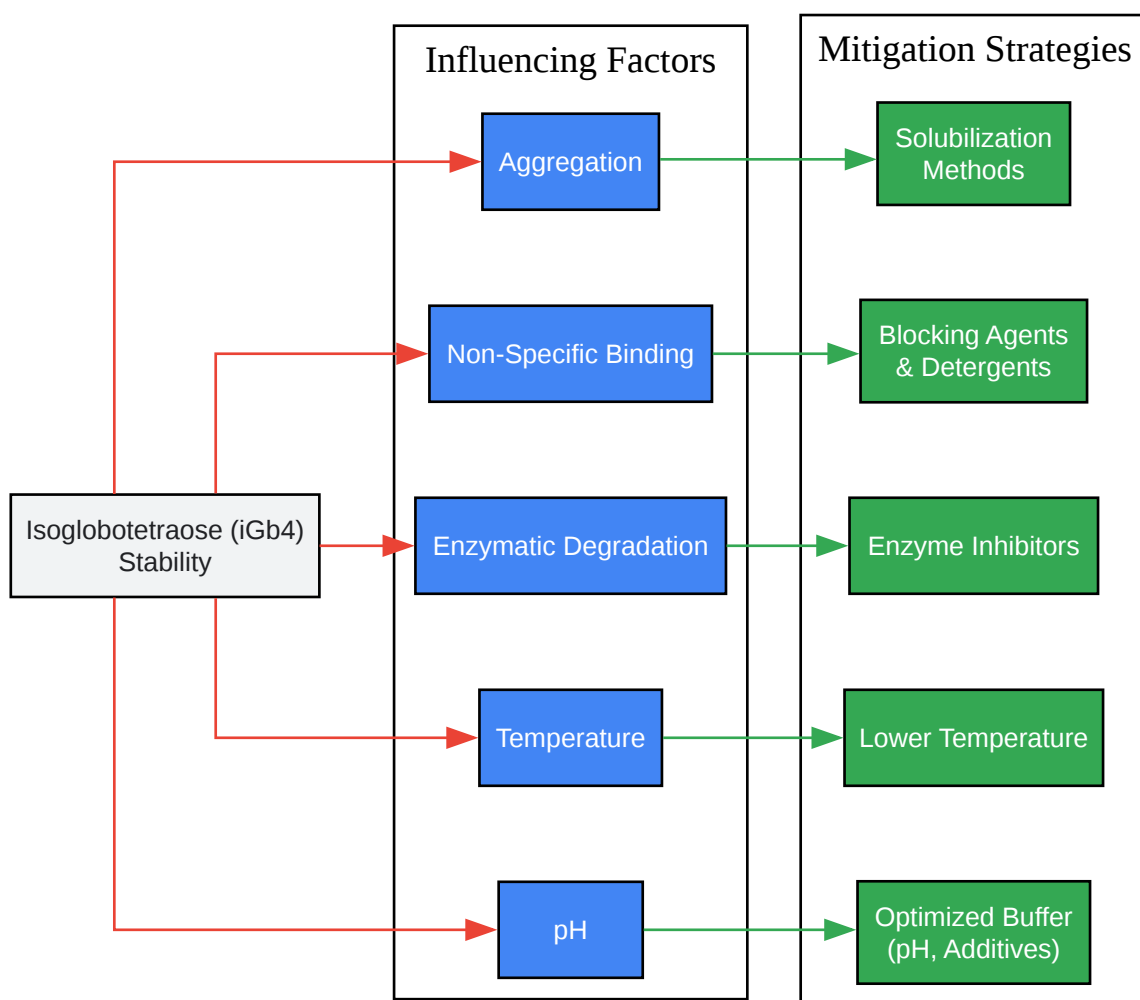 Influencing Factors
Mitigation Strategies
Aggregation
Solubilization
Methods
Non-Specific Binding
Blocking Agents
& Detergents
Isoglobotetraose (iGb4)
Stability
Enzymatic Degradation
Enzyme Inhibitors
Temperature
Lower Temperature
pH
Optimized Buffer
(pH, Additives)